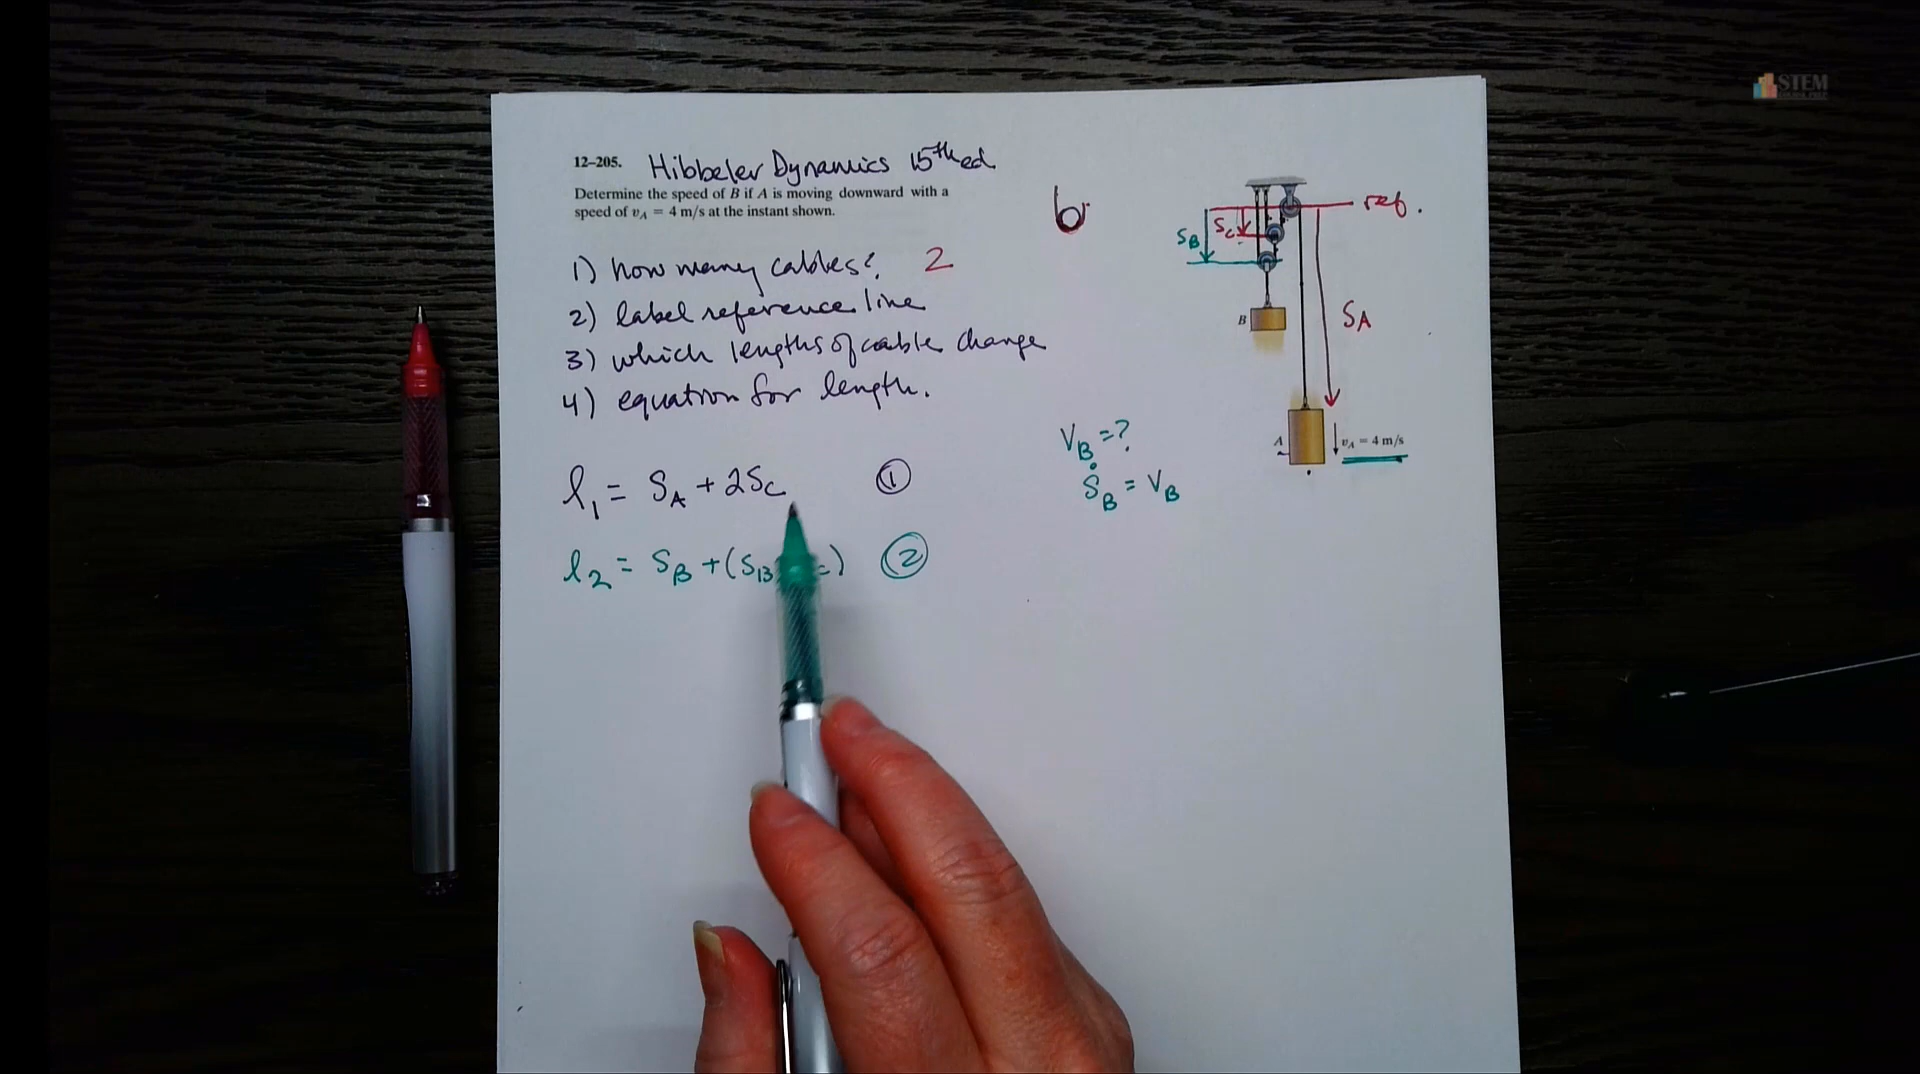 STEM
12–205. Hibbeler Dynamics 15th ed
Determine the speed of B if A is moving downward with a
speed of vA = 4 m/s at the instant shown.
1) how many cables? 2
2) label reference line
3) which lengths of cable change
4) equation for length.
l1 = SA + 2SC ①
l2 = SB + (SB C) ②
ref.
SC
SB
B
SA
A
vA = 4 m/s
VB = ?
ṠB = VB